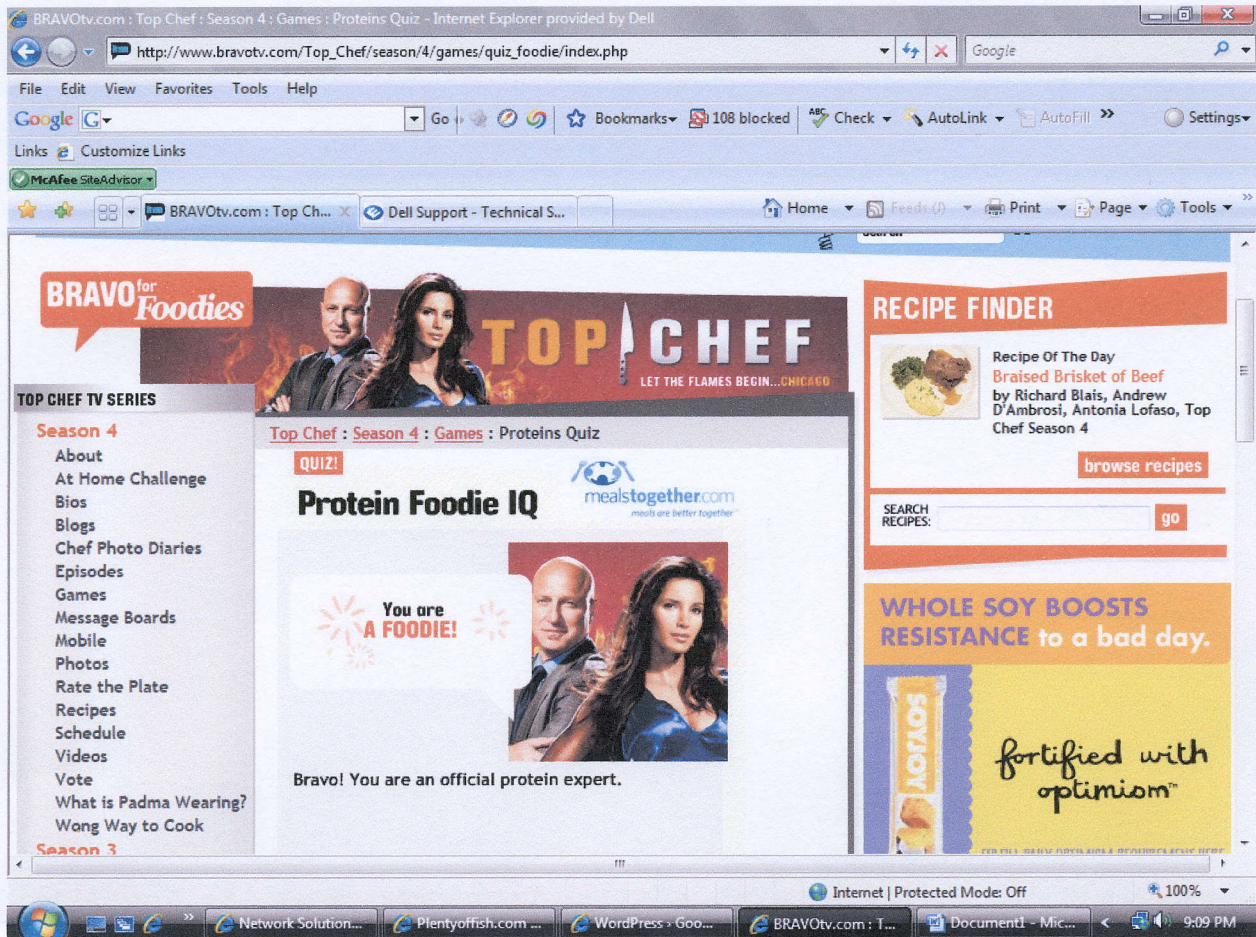 BRAVOtv.com : Top Chef : Season 4 : Games : Proteins Quiz - Internet Explorer provided by Dell
http://www.bravotv.com/Top_Chef/season/4/games/quiz_foodie/index.php
Google
File Edit View Favorites Tools Help
Google G Go Bookmarks 108 blocked ABC Check AutoLink AutoFill Settings
Links Customize Links
McAfee SiteAdvisor
BRAVOtv.com : Top Ch... Dell Support - Technical S... Home Feeds (J) Print Page Tools
BRAVO for Foodies
TOP CHEF
LET THE FLAMES BEGIN...CHICAGO
TOP CHEF TV SERIES
Season 4
About
At Home Challenge
Bios
Blogs
Chef Photo Diaries
Episodes
Games
Message Boards
Mobile
Photos
Rate the Plate
Recipes
Schedule
Videos
Vote
What is Padma Wearing?
Wong Way to Cook
Season 3
Top Chef : Season 4 : Games : Proteins Quiz
QUIZ!
Protein Foodie IQ
mealstogether.com
meals are better together
You are
A FOODIE!
Bravo! You are an official protein expert.
RECIPE FINDER
Recipe Of The Day
Braised Brisket of Beef
by Richard Blais, Andrew
D'Ambrosi, Antonia Lofaso, Top
Chef Season 4
browse recipes
SEARCH
RECIPES:
go
WHOLE SOY BOOSTS
RESISTANCE to a bad day.
SOYJOY
fortified with
optimism™
Internet | Protected Mode: Off 100%
Network Solution... Plentyoffish.com ... WordPress › Goo... BRAVOtv.com : T... Document1 - Mic... 9:09 PM